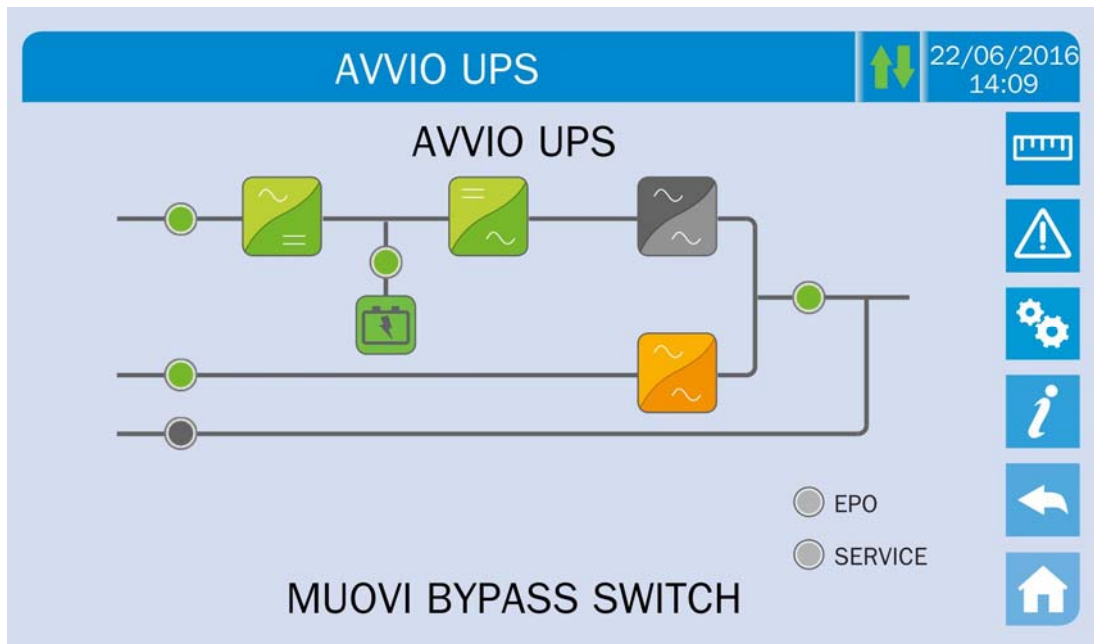 AVVIO UPS
22/06/2016
14:09
AVVIO UPS
EPO
SERVICE
MUOVI BYPASS SWITCH